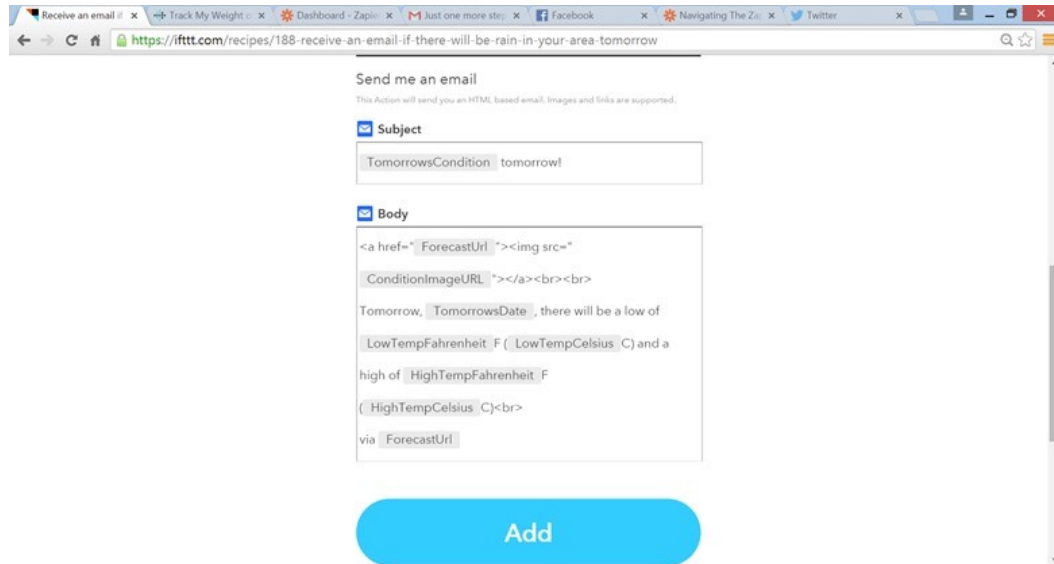 Receive an email if
Track My Weight o
Dashboard - Zapie
Just one more step
Facebook
Navigating The Za
Twitter
https://ifttt.com/recipes/188-receive-an-email-if-there-will-be-rain-in-your-area-tomorrow
Send me an email
This Action will send you an HTML based email. Images and links are supported.
Subject
TomorrowsCondition tomorrow!
Body
<a href=" ForecastUrl "><img src="
ConditionImageURL "></a><br><br>
Tomorrow, TomorrowsDate , there will be a low of
LowTempFahrenheit F ( LowTempCelsius C) and a
high of HighTempFahrenheit F
( HighTempCelsius C)<br>
via ForecastUrl
Add